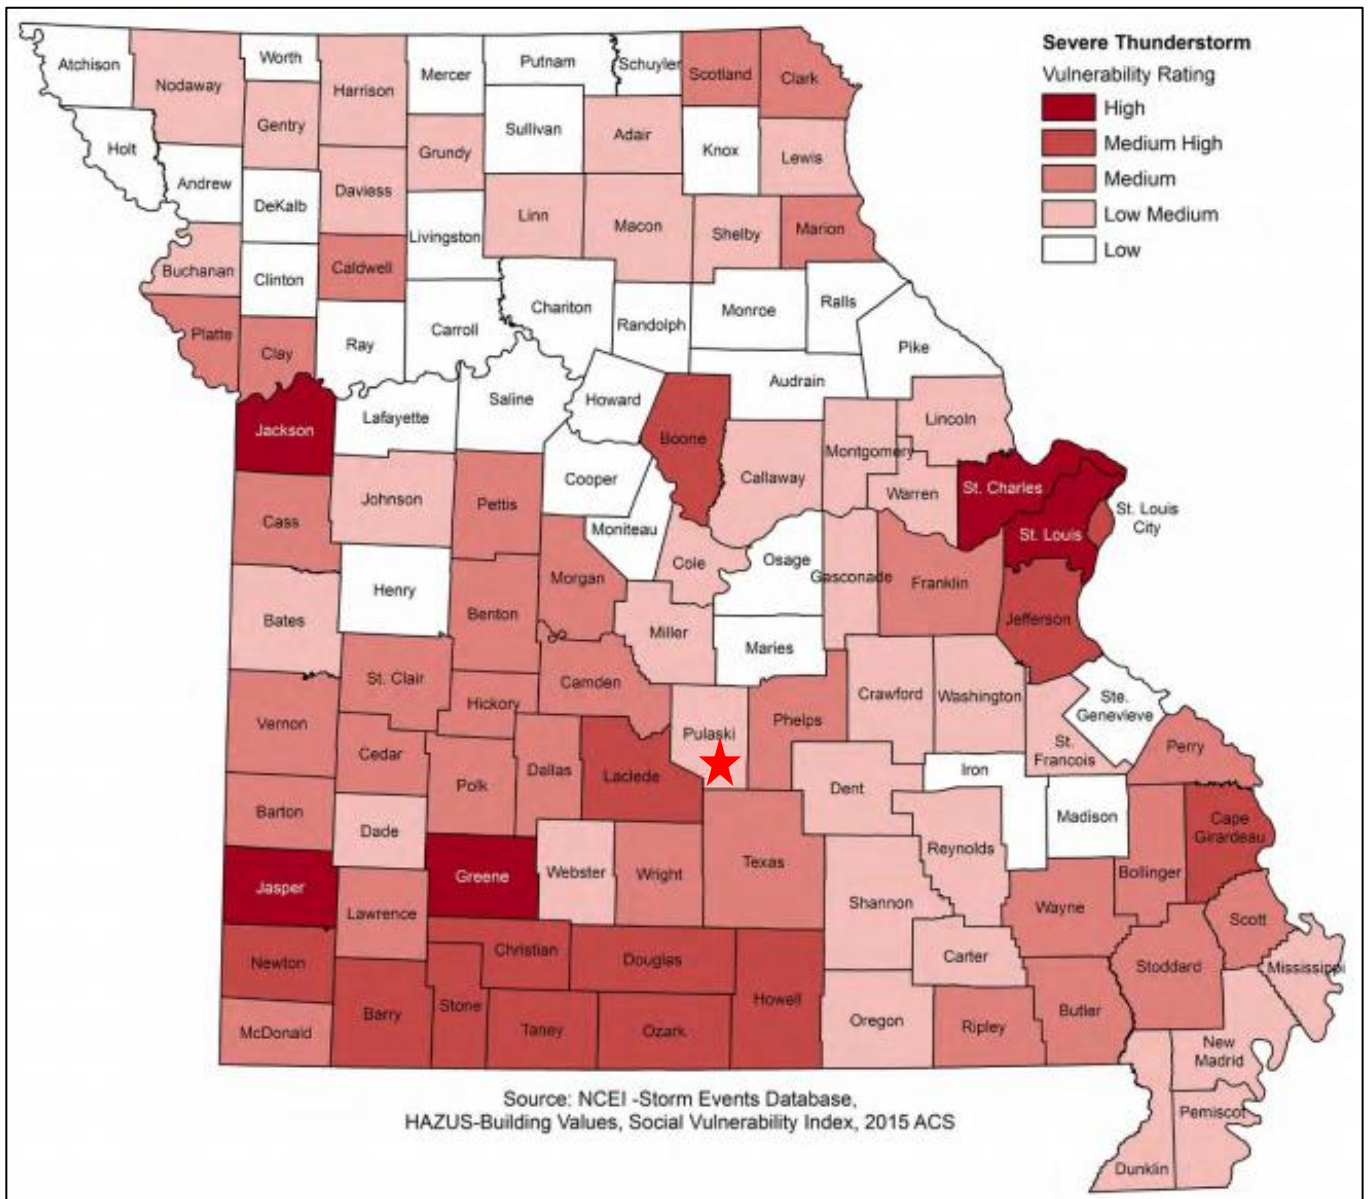 Severe Thunderstorm
Vulnerability Rating
High
Medium High
Medium
Low Medium
Low
Atchison
Nodaway
Worth
Harrison
Mercer
Putnam
Schuyler
Scotland
Clark
Gentry
Holt
Andrew
DeKalb
Daviess
Grundy
Sullivan
Adair
Knox
Lewis
Linn
Macon
Shelby
Marion
Livingston
Buchanan
Clinton
Caldwell
Chariton
Randolph
Monroe
Ralls
Pike
Platte
Clay
Ray
Carroll
Audrain
Jackson
Lafayette
Saline
Howard
Boone
Lincoln
Montgomery
Callaway
Warren
St. Charles
St. Louis
St. Louis
City
Cass
Johnson
Pettis
Cooper
Moniteau
Cole
Osage
Gasconade
Franklin
Jefferson
Bates
Henry
Benton
Morgan
Miller
Maries
St. Clair
Hickory
Camden
Pulaski
Phelps
Crawford
Washington
Ste.
Genevieve
St.
Francois
Perry
Vernon
Cedar
Polk
Dallas
Laclede
Dent
Iron
Madison
Barton
Dade
Greene
Webster
Wright
Texas
Reynolds
Bollinger
Cape
Girardeau
Jasper
Lawrence
Shannon
Wayne
Scott
Newton
Christian
Douglas
Howell
Carter
Stoddard
Mississippi
McDonald
Barry
Stone
Taney
Ozark
Oregon
Ripley
Butler
New
Madrid
Pemiscot
Dunklin
Source: NCEI -Storm Events Database,
HAZUS-Building Values, Social Vulnerability Index, 2015 ACS